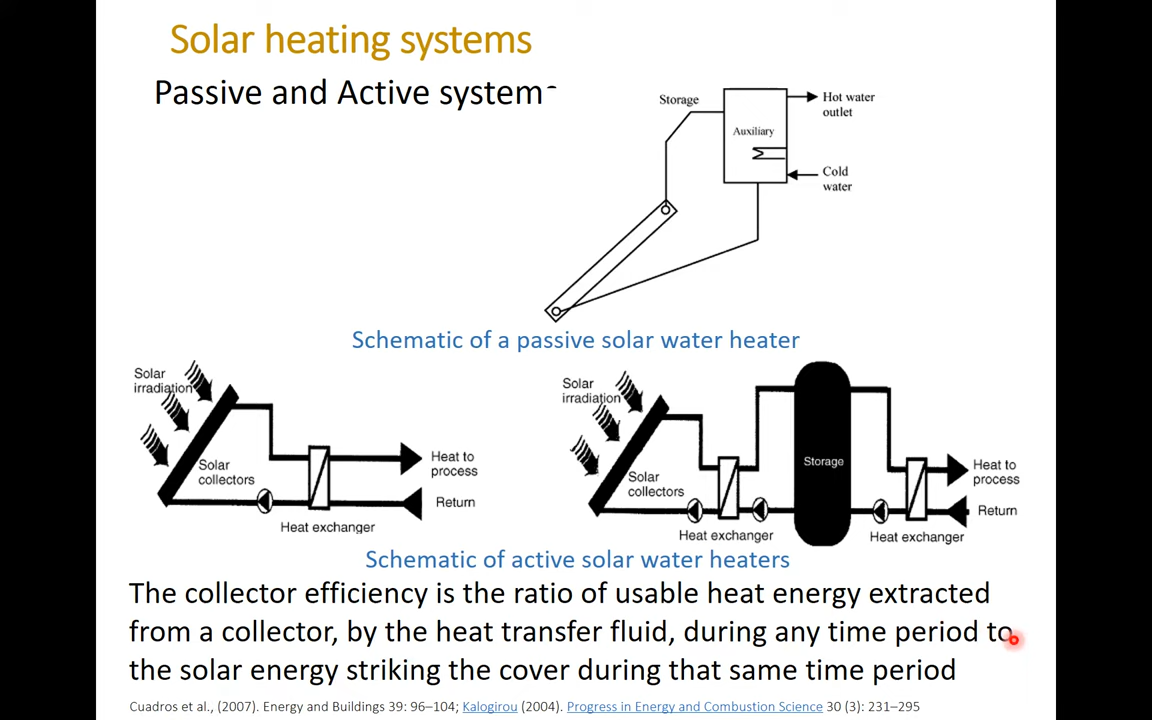 Solar heating systems
Passive and Active system
Storage
Auxiliary
Hot water
outlet
Cold
water
Schematic of a passive solar water heater
Solar
irradiation
Solar
collectors
Heat exchanger
Heat to
process
Return
Solar
irradiation
Solar
collectors
Heat exchanger
Storage
Heat exchanger
Heat to
process
Return
Schematic of active solar water heaters
The collector efficiency is the ratio of usable heat energy extracted
from a collector, by the heat transfer fluid, during any time period to
the solar energy striking the cover during that same time period
Cuadros et al., (2007). Energy and Buildings 39: 96–104; Kalogirou (2004). Progress in Energy and Combustion Science 30 (3): 231–295